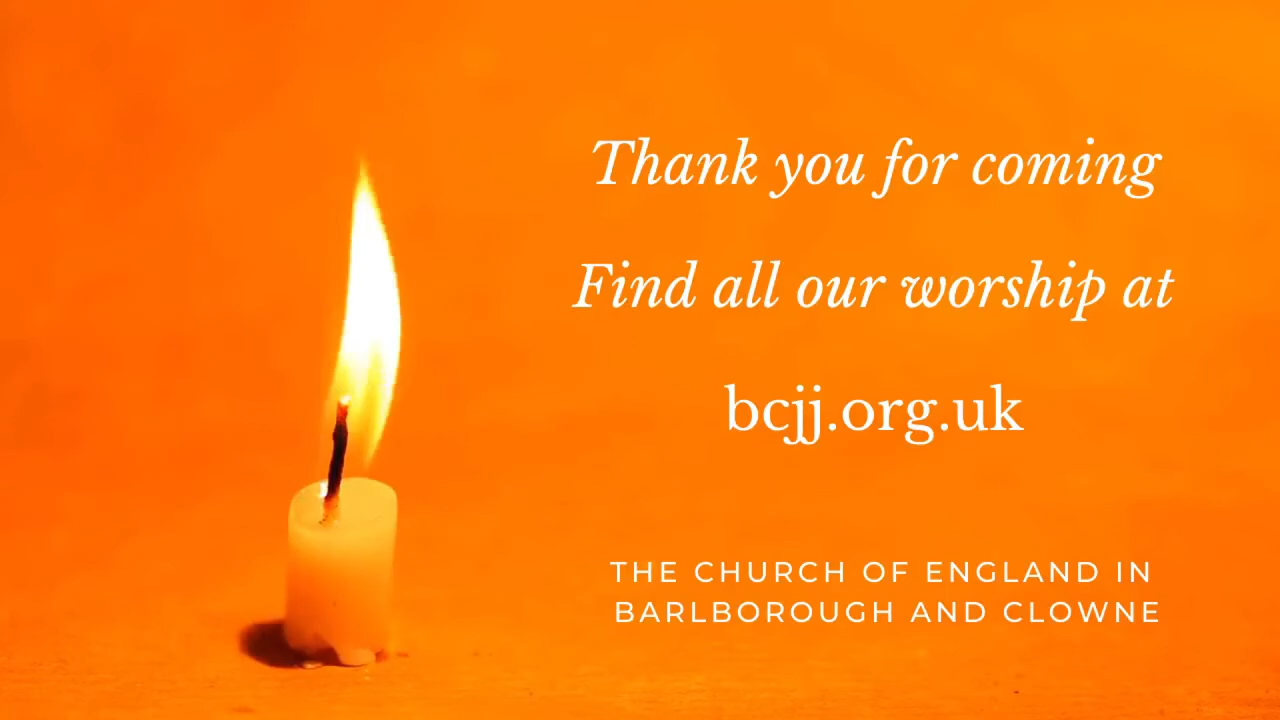 Thank you for coming
Find all our worship at
bcjj.org.uk
THE CHURCH OF ENGLAND IN
BARLBOROUGH AND CLOWNE